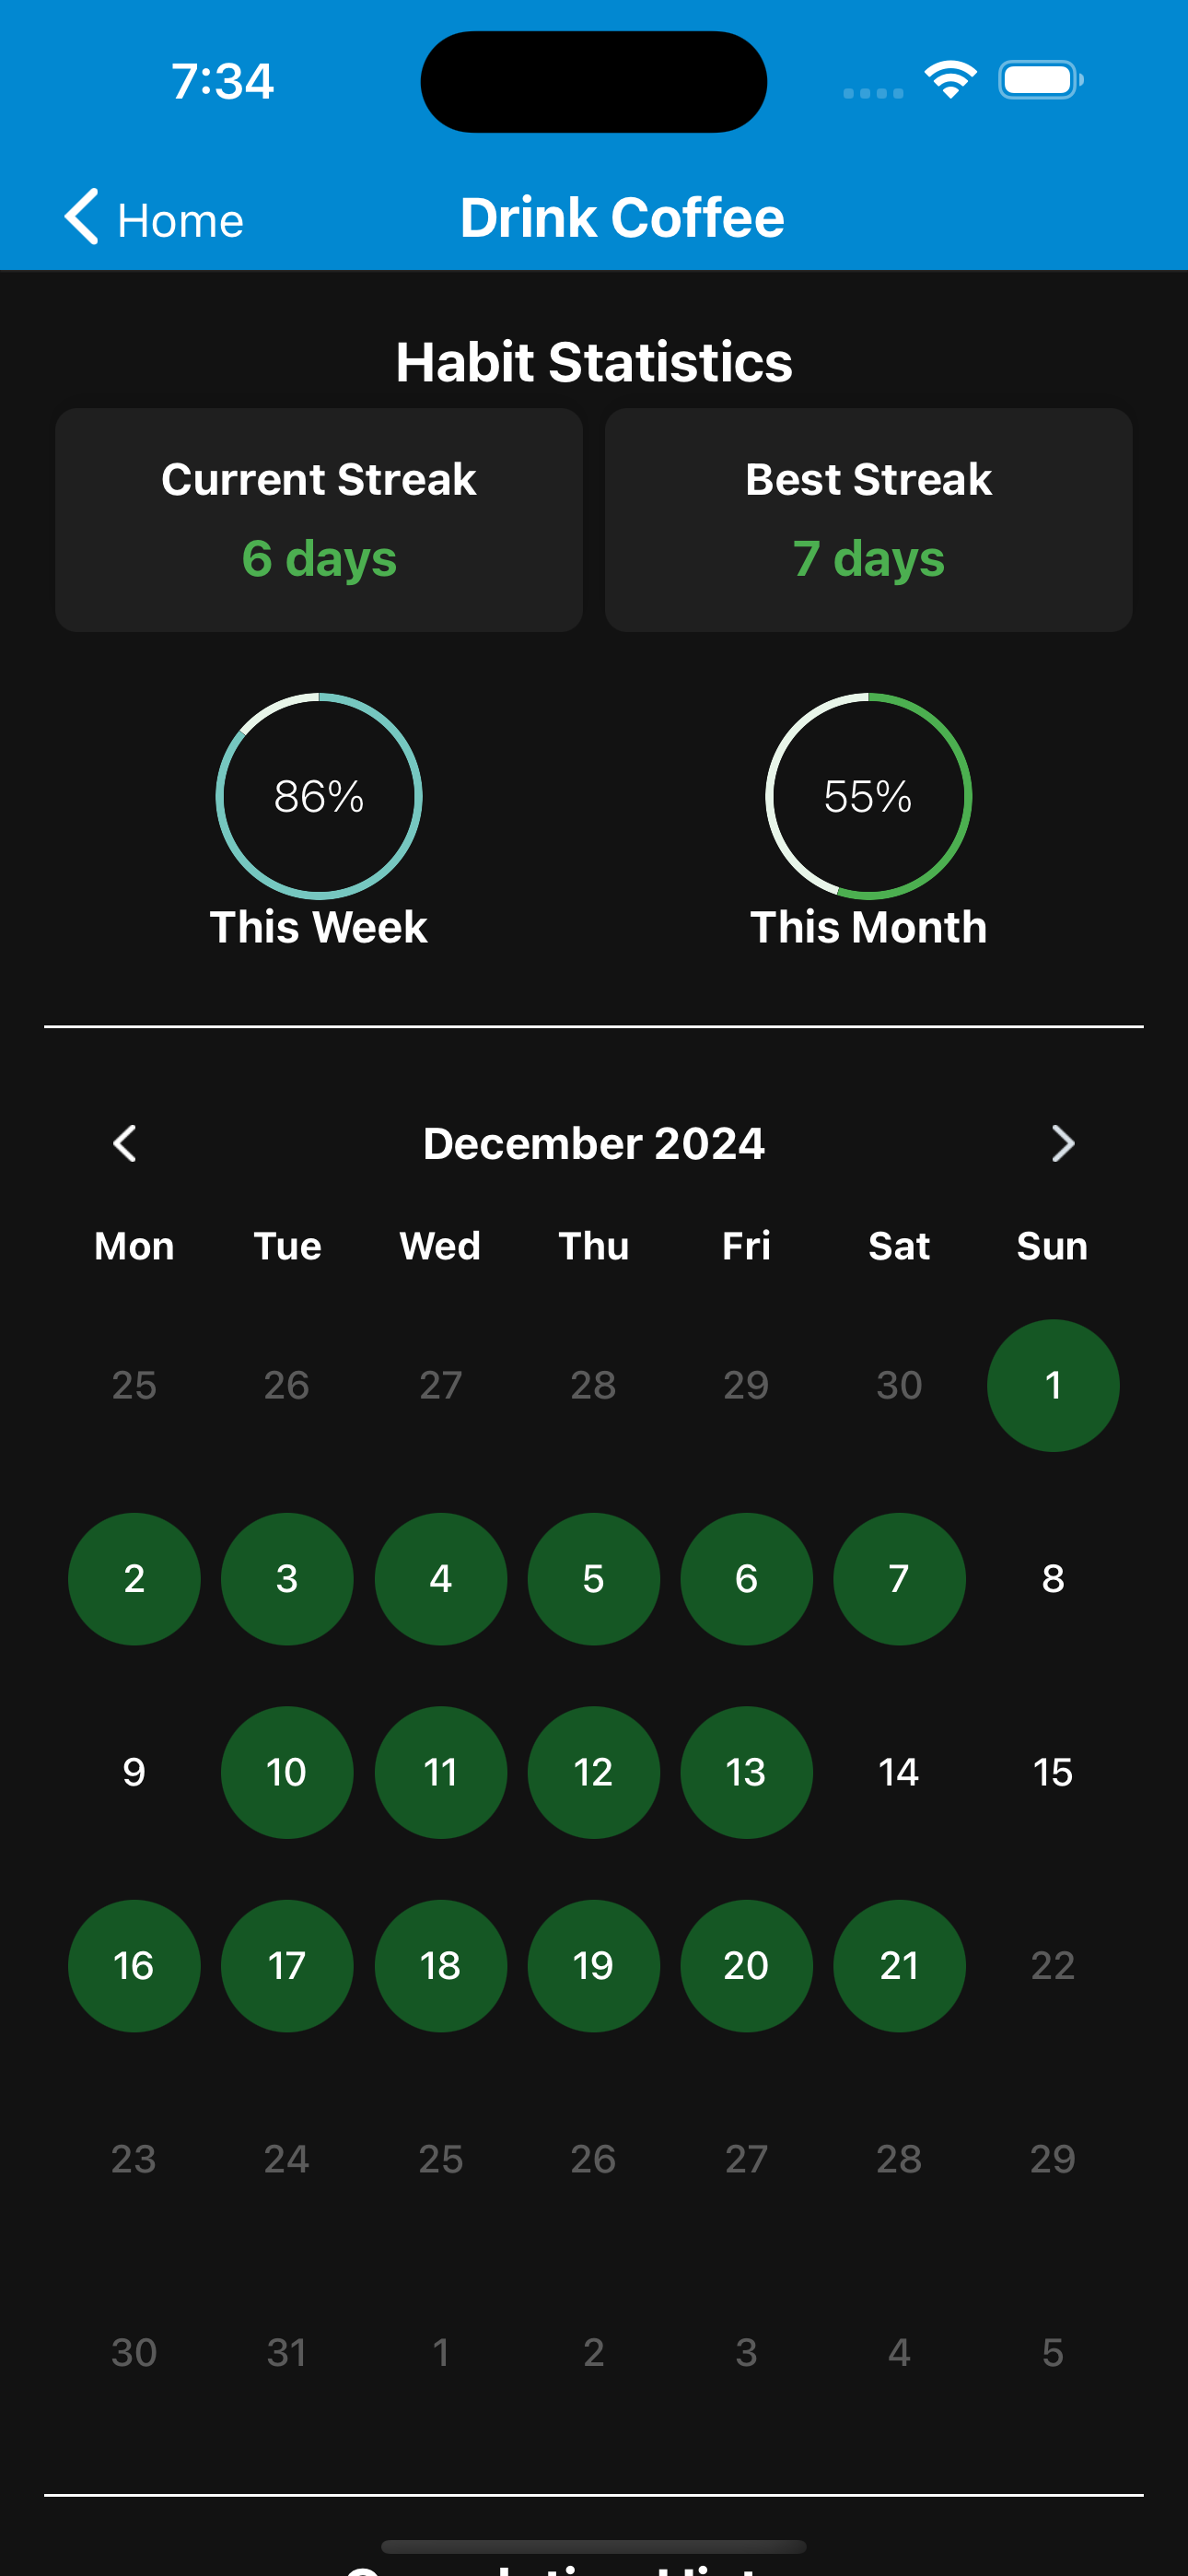 7:34
Home Drink Coffee
Habit Statistics
Current Streak Best Streak
6 days 7 days
86% 55%
This Week This Month
December 2024
Mon Tue Wed Thu Fri Sat Sun
25 26 27 28 29 30 1
2 3 4 5 6 7 8
9 10 11 12 13 14 15
16 17 18 19 20 21 22
23 24 25 26 27 28 29
30 31 1 2 3 4 5